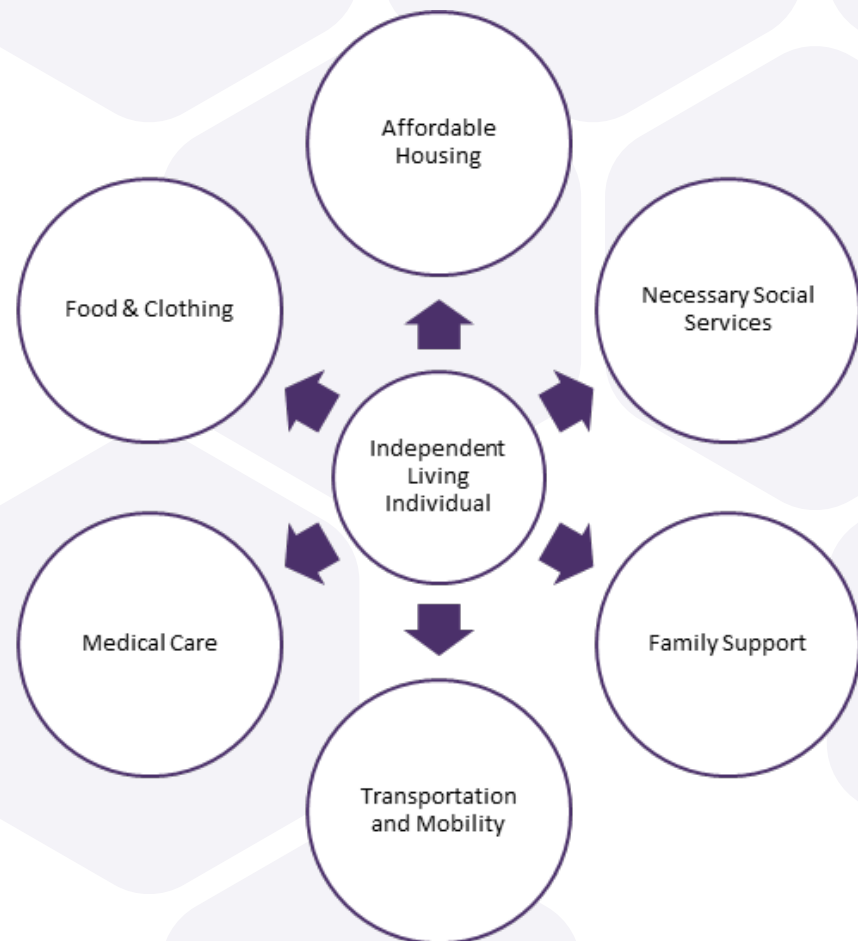 Affordable
Housing
Food & Clothing
Necessary Social
Services
Independent
Living
Individual
Medical Care
Family Support
Transportation
and Mobility